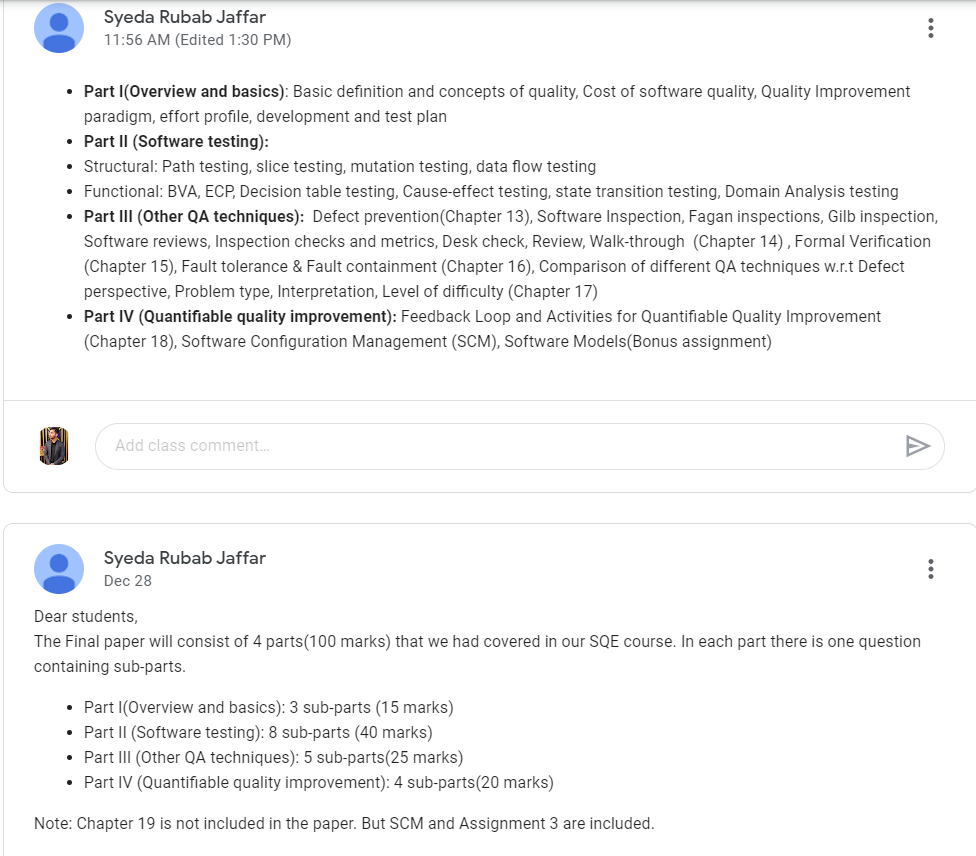 Syeda Rubab Jaffar
11:56 AM (Edited 1:30 PM)
• Part I(Overview and basics): Basic definition and concepts of quality, Cost of software quality, Quality Improvement
paradigm, effort profile, development and test plan
• Part II (Software testing):
• Structural: Path testing, slice testing, mutation testing, data flow testing
• Functional: BVA, ECP, Decision table testing, Cause-effect testing, state transition testing, Domain Analysis testing
• Part III (Other QA techniques): Defect prevention(Chapter 13), Software Inspection, Fagan inspections, Gilb inspection,
Software reviews, Inspection checks and metrics, Desk check, Review, Walk-through (Chapter 14) , Formal Verification
(Chapter 15), Fault tolerance & Fault containment (Chapter 16), Comparison of different QA techniques w.r.t Defect
perspective, Problem type, Interpretation, Level of difficulty (Chapter 17)
• Part IV (Quantifiable quality improvement): Feedback Loop and Activities for Quantifiable Quality Improvement
(Chapter 18), Software Configuration Management (SCM), Software Models(Bonus assignment)
Add class comment...
Syeda Rubab Jaffar
Dec 28
Dear students,
The Final paper will consist of 4 parts(100 marks) that we had covered in our SQE course. In each part there is one question
containing sub-parts.
• Part I(Overview and basics): 3 sub-parts (15 marks)
• Part II (Software testing): 8 sub-parts (40 marks)
• Part III (Other QA techniques): 5 sub-parts(25 marks)
• Part IV (Quantifiable quality improvement): 4 sub-parts(20 marks)
Note: Chapter 19 is not included in the paper. But SCM and Assignment 3 are included.